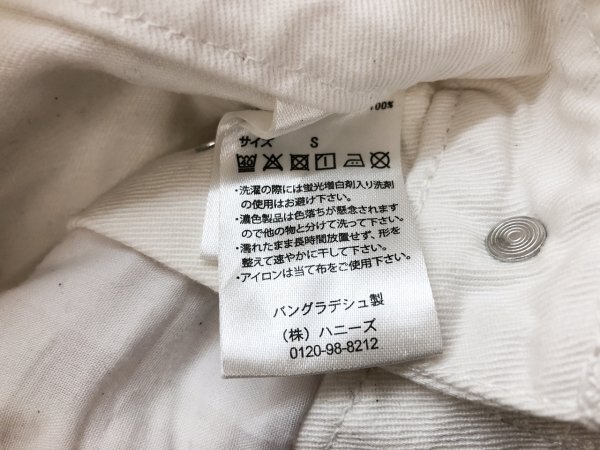 100%
サイズ S
・洗濯の際には蛍光増白剤入り洗剤
の使用はお避け下さい。
・濃色製品は色落ちが懸念されます
ので他の物と分けて洗って下さい。
・濡れたまま長時間放置せず、形を
整えて速やかに干して下さい。
・アイロンは当て布をご使用下さい。
バングラデシュ製
(株) ハニーズ
0120-98-8212